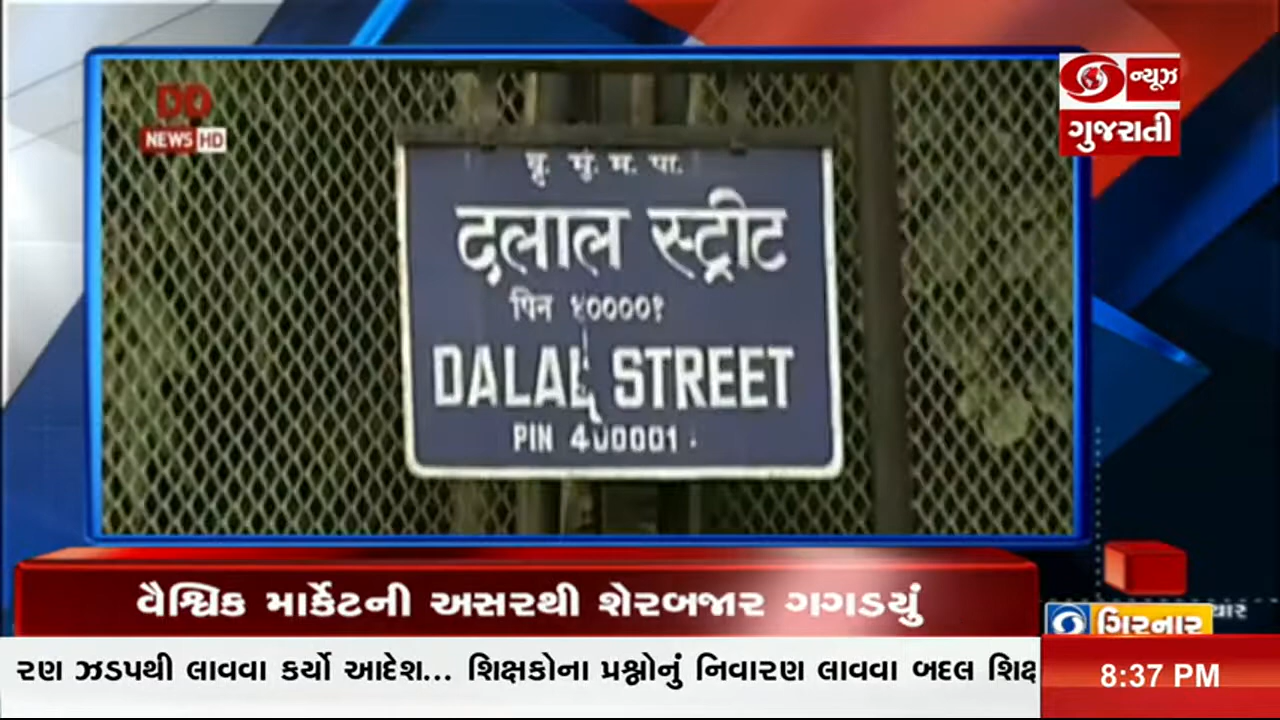 DD
NEWS HD
ન્યૂઝ
ગુજરાતી
बृ. मुं. म. पा.
दलाल स्ट्रीट
पिन ४००००१
DALAL STREET
PIN 400001
વૈશ્વિક માર્કેટની અસરથી શેરબજાર ગગડયું
ગિરનાર
રણ ઝડપથી લાવવા કર્યો આદેશ... શિક્ષકોના પ્રશ્નોનું નિવારણ લાવવા બદલ શિક્ષ
8:37 PM